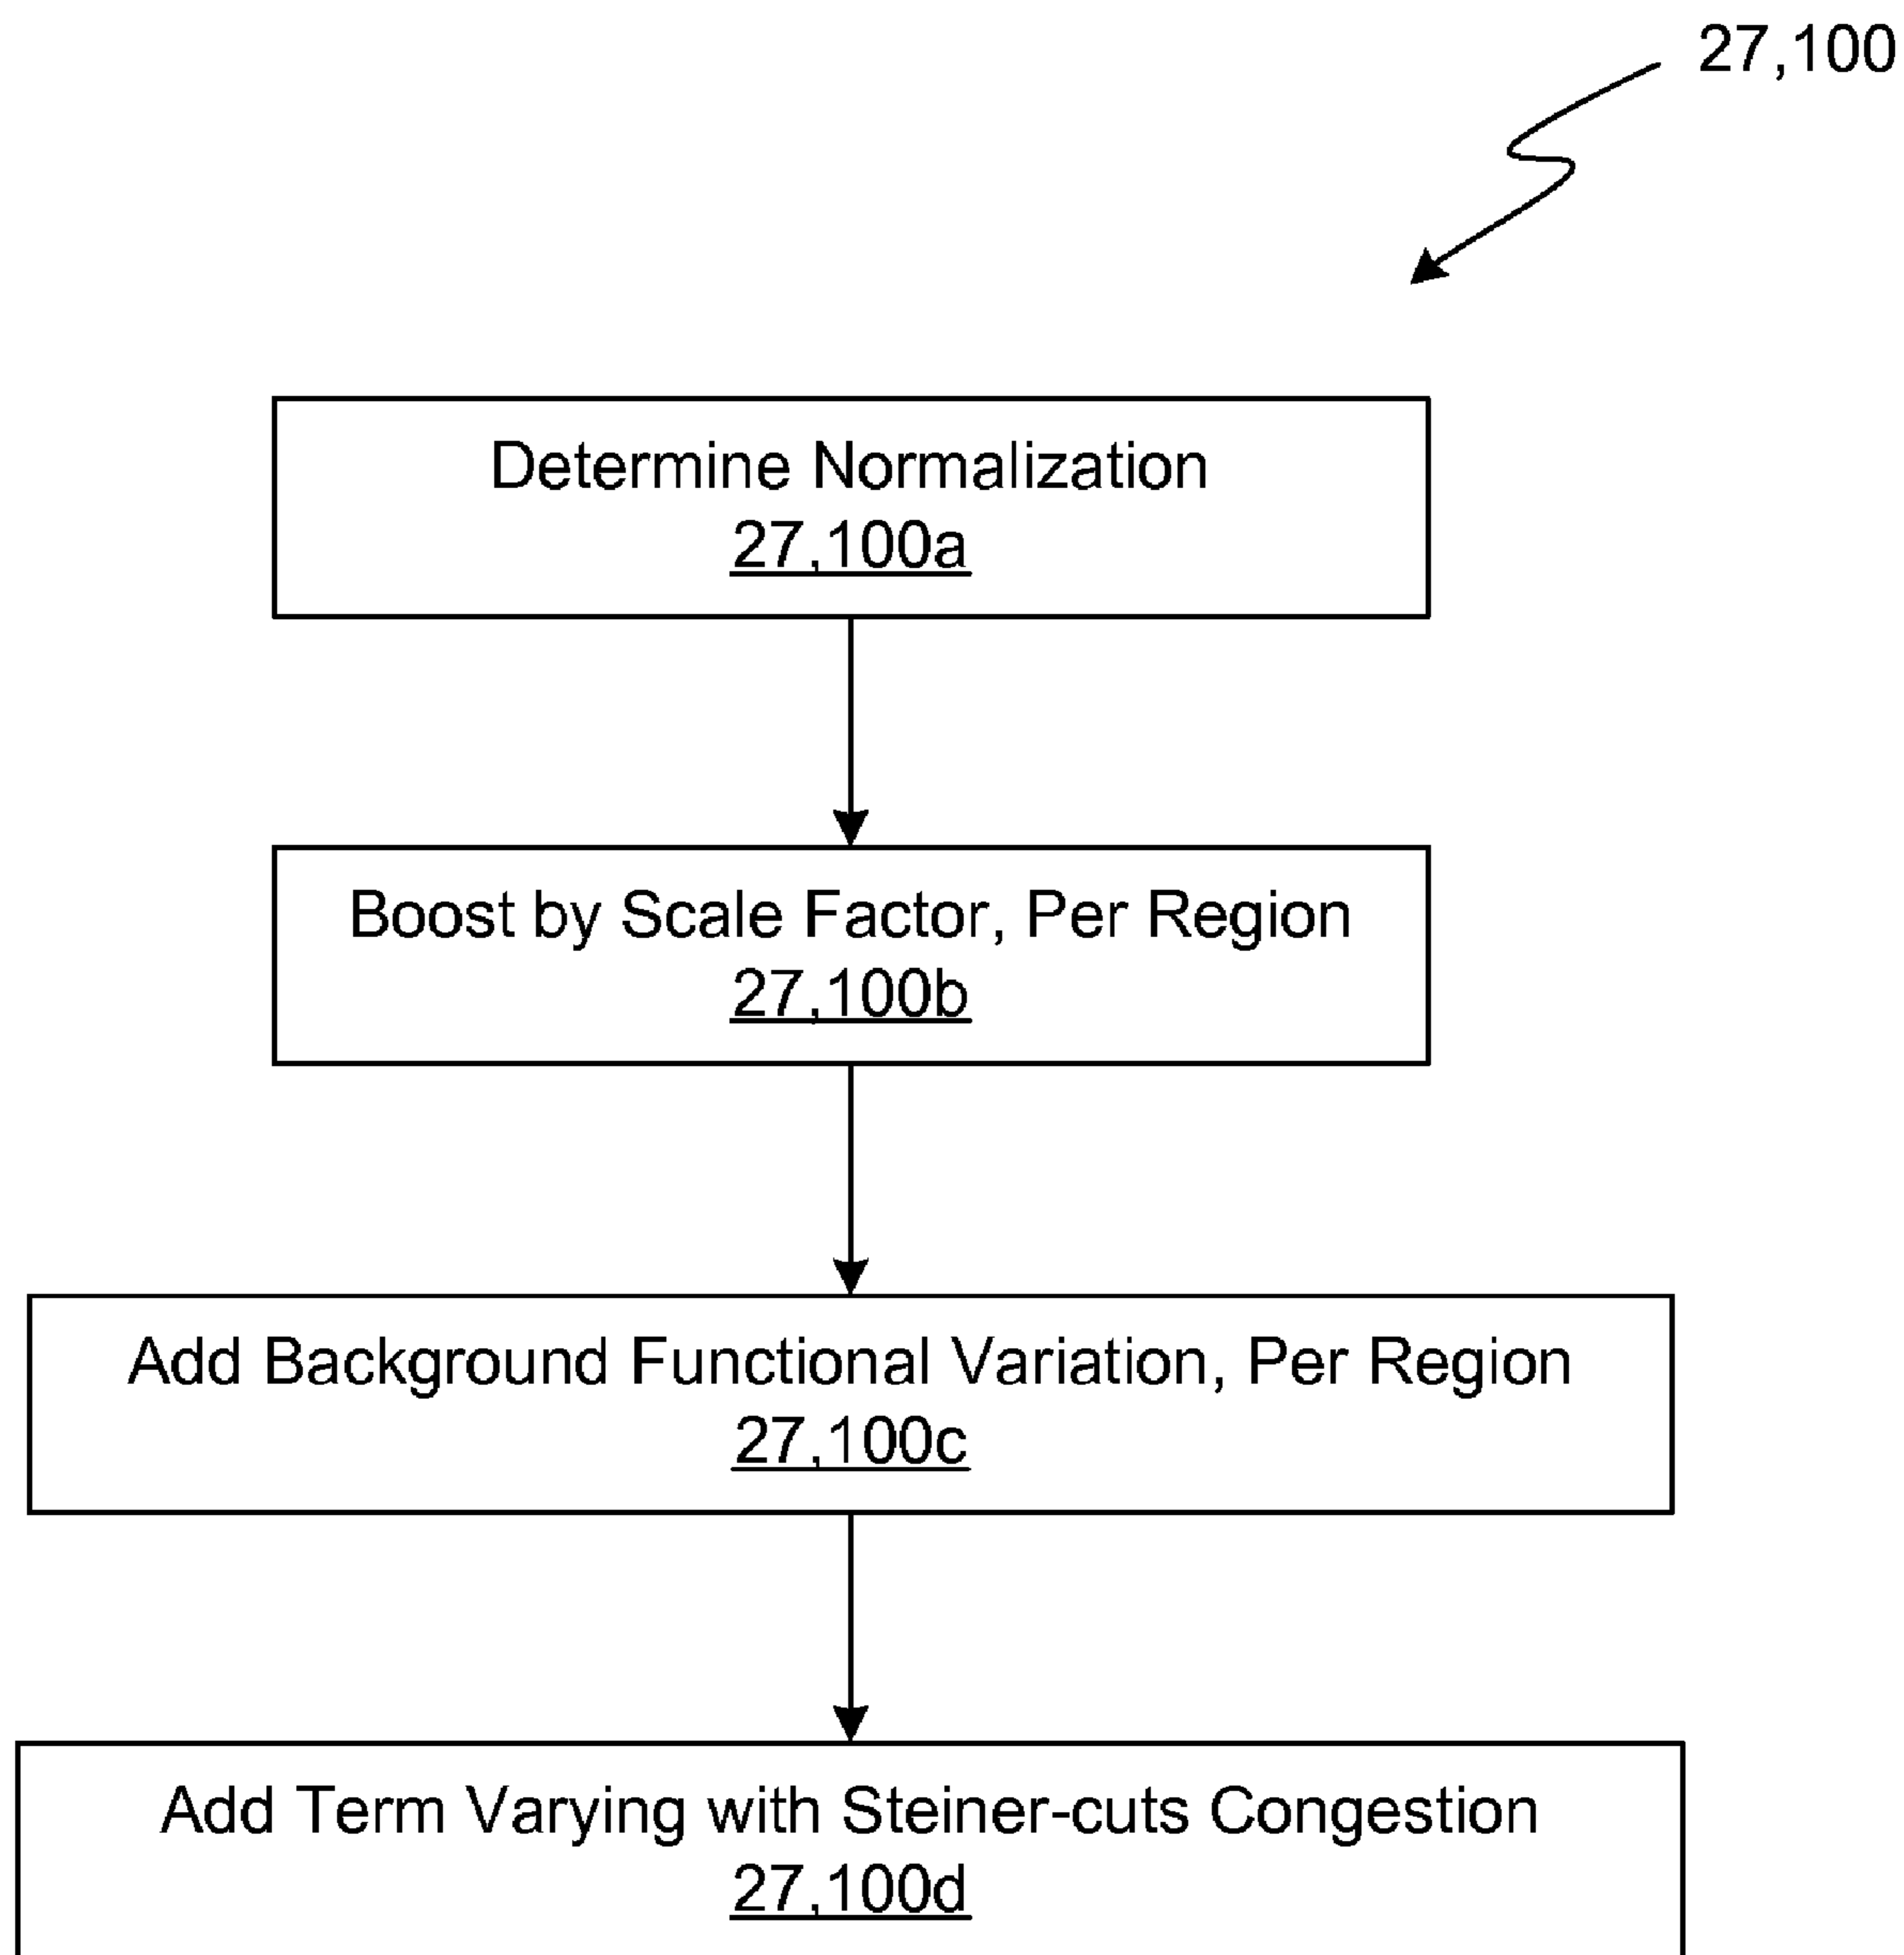 27,100
Determine Normalization
27,100a
Boost by Scale Factor, Per Region
27,100b
Add Background Functional Variation, Per Region
27,100c
Add Term Varying with Steiner-cuts Congestion
27,100d